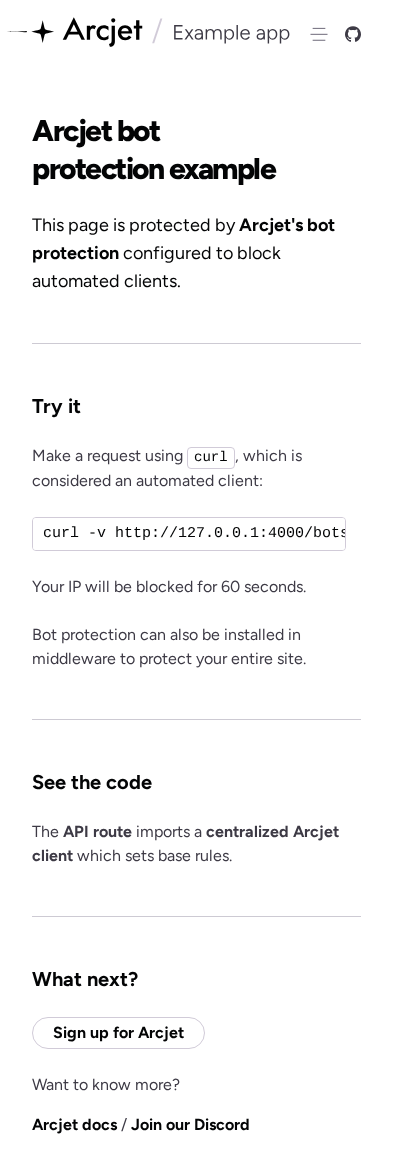 Arcjet / Example app
Arcjet bot
protection example
This page is protected by Arcjet's bot
protection configured to block
automated clients.
Try it
Make a request using curl, which is
considered an automated client:
curl -v http://127.0.0.1:4000/bots
Your IP will be blocked for 60 seconds.
Bot protection can also be installed in
middleware to protect your entire site.
See the code
The API route imports a centralized Arcjet
client which sets base rules.
What next?
Sign up for Arcjet
Want to know more?
Arcjet docs / Join our Discord